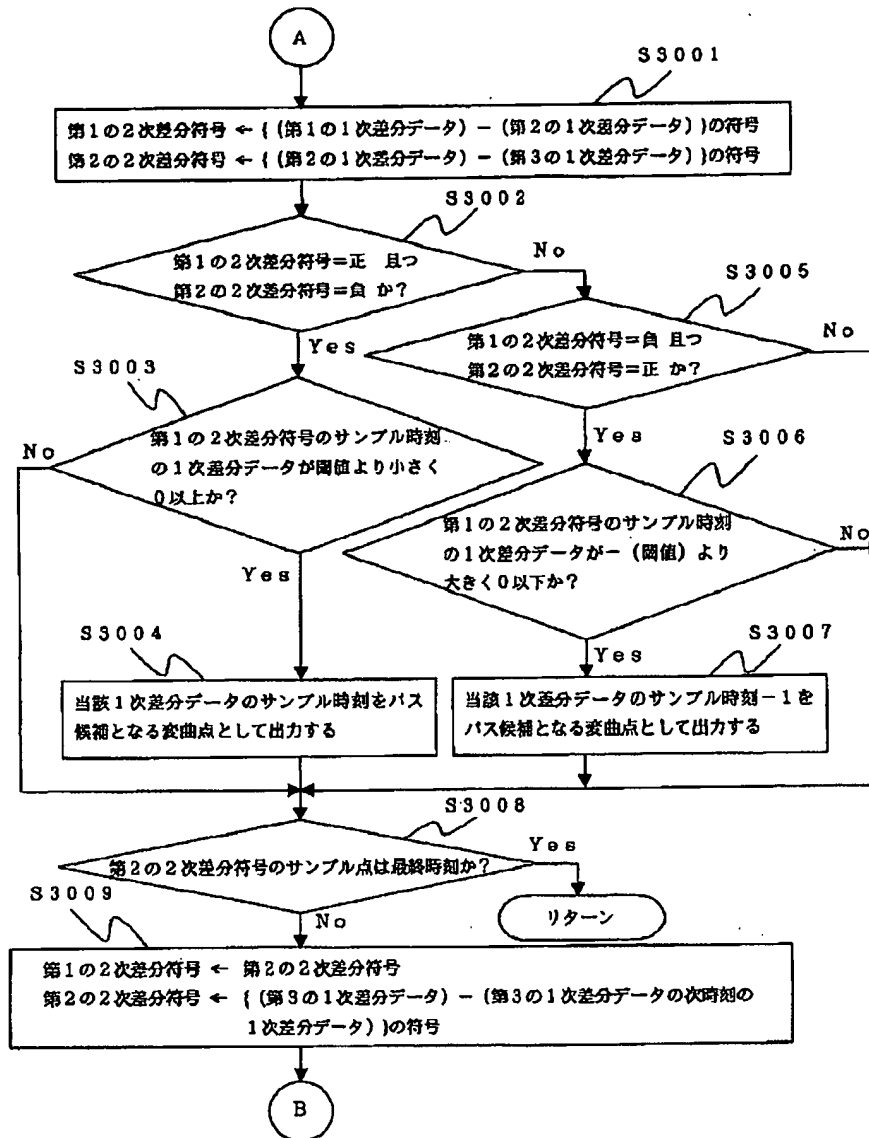 A
S3001
第1の2次差分符号 ← { (第1の1次差分データ) － (第2の1次差分データ) }の符号
第2の2次差分符号 ← { (第2の1次差分データ) － (第3の1次差分データ) }の符号
S3002
第1の2次差分符号=正 且つ
第2の2次差分符号=負 か？
No
Yes
S3005
第1の2次差分符号=負 且つ
第2の2次差分符号=正 か？
No
Yes
S3003
第1の2次差分符号のサンプル時刻
の1次差分データが閾値より小さく
0以上か？
No
Yes
S3006
第1の2次差分符号のサンプル時刻
の1次差分データが－（閾値）より
大きく0以下か？
No
Yes
S3004
当該1次差分データのサンプル時刻をパス
候補となる変曲点として出力する
S3007
当該1次差分データのサンプル時刻－1を
パス候補となる変曲点として出力する
S3008
第2の2次差分符号のサンプル点は最終時刻か？
Yes
リターン
No
S3009
第1の2次差分符号 ← 第2の2次差分符号
第2の2次差分符号 ← { (第3の1次差分データ) － (第3の1次差分データの次時刻の
1次差分データ) }の符号
B